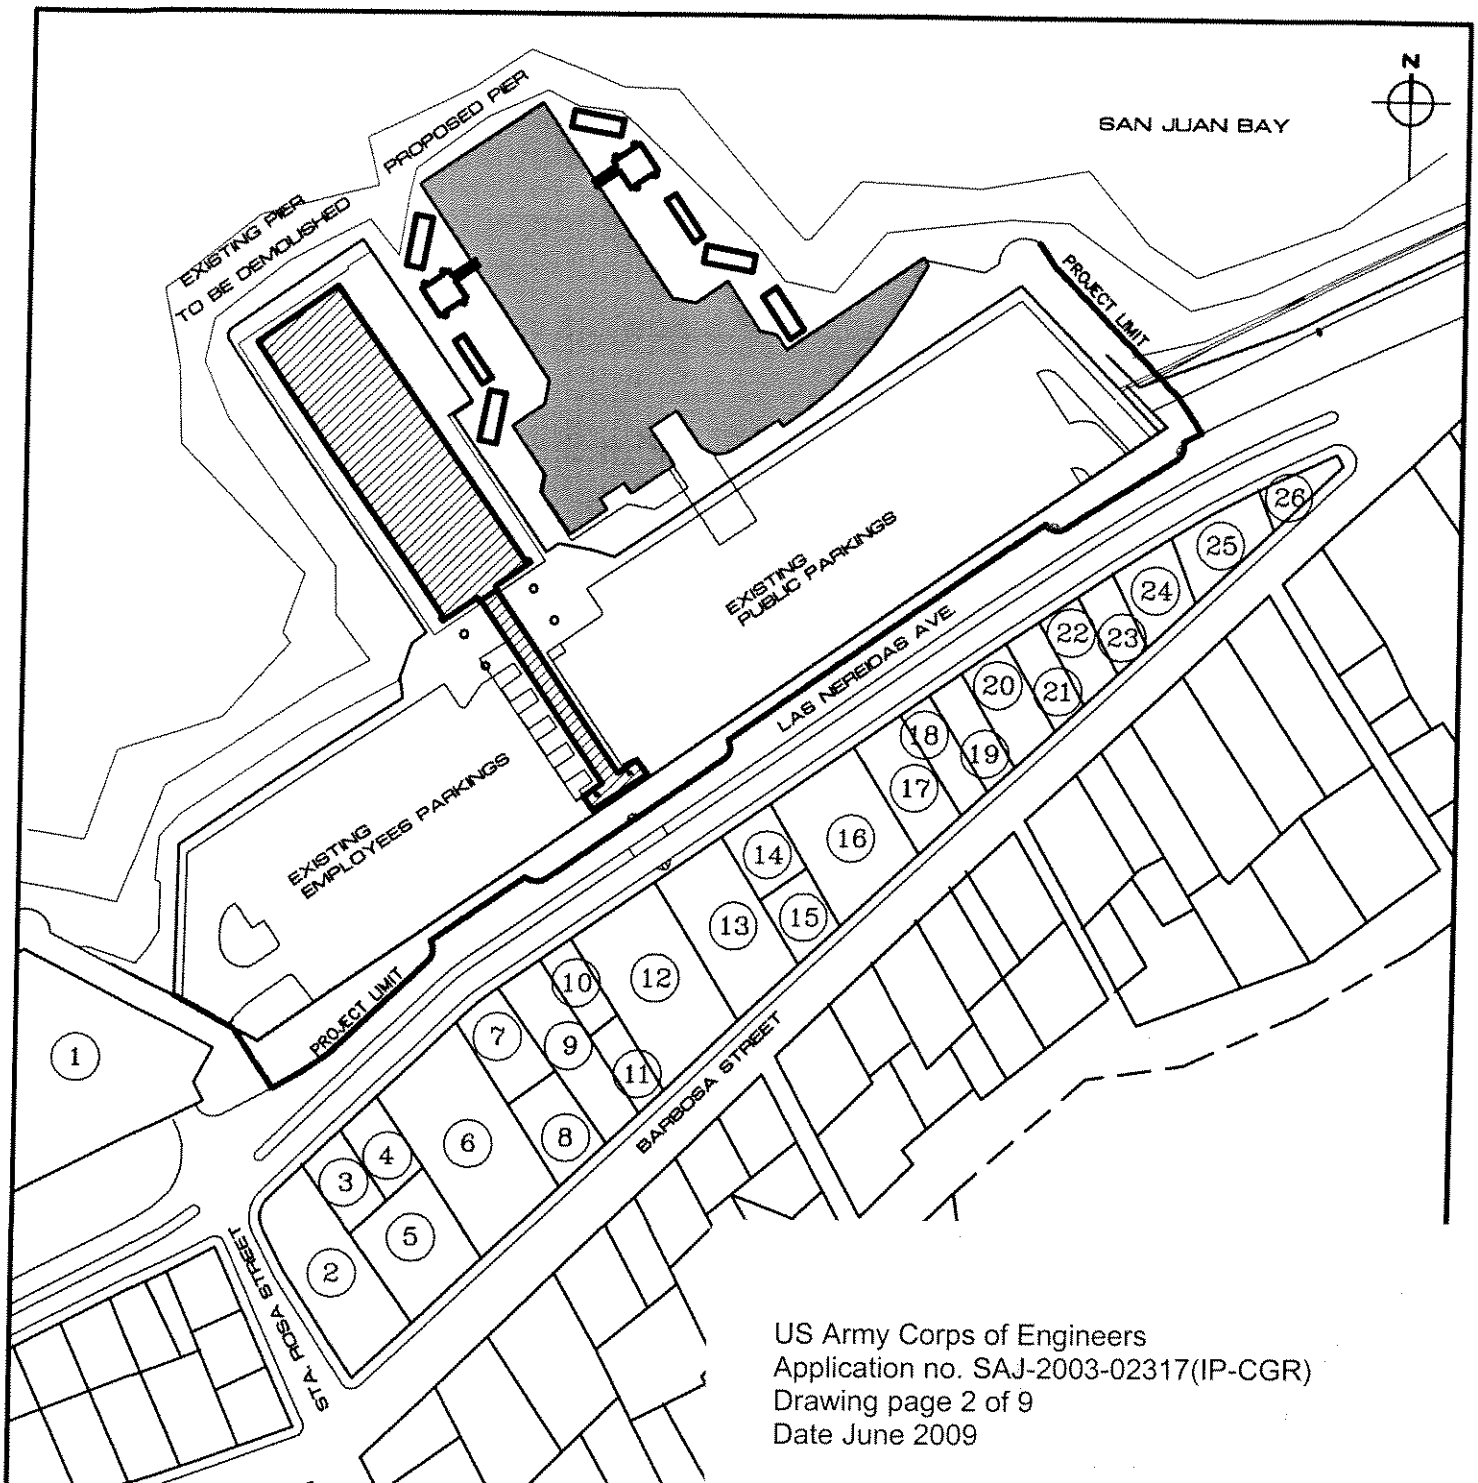 N
SAN JUAN BAY
PROPOSED PIER
EXISTING PIER
TO BE DEMOLISHED
PROJECT LIMIT
EXISTING
PUBLIC PARKINGS
LAS NEREIDAS AVE
EXISTING
EMPLOYEES PARKINGS
PROJECT LIMIT
BARBOSA STREET
STA. ROSA STREET
1
2
3
4
5
6
7
8
9
10
11
12
13
14
15
16
17
18
19
20
21
22
23
24
25
26
US Army Corps of Engineers
Application no. SAJ-2003-02317(IP-CGR)
Drawing page 2 of 9
Date June 2009